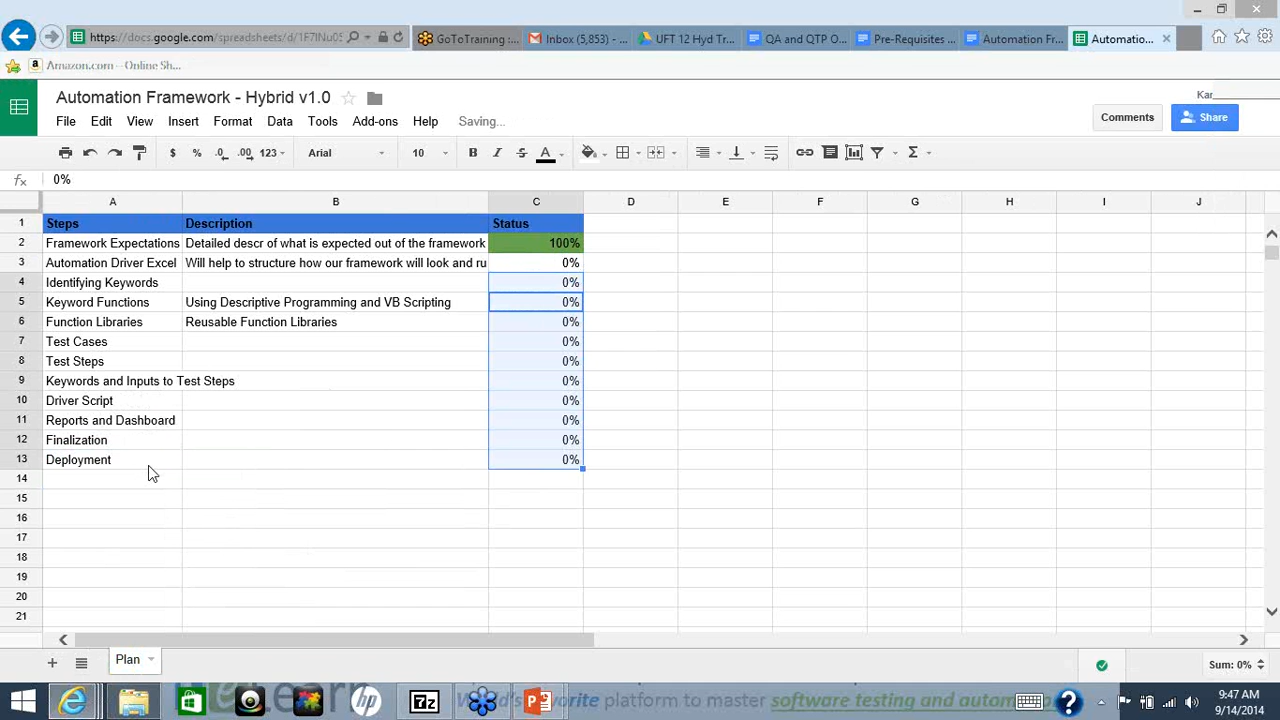 https://docs.google.com/spreadsheets/d/1F7INu0S
GoToTraining :...
Inbox (5,853) - ...
UFT 12 Hyd Tr...
QA and QTP O...
Pre-Requisites ...
Automation Fr...
Automatio...
Amazon.com – Online Sh...
Automation Framework - Hybrid v1.0
Kar
File Edit View Insert Format Data Tools Add-ons Help Saving...
Comments
Share
$ % .0 .00 123 Arial 10 B I S A Σ
fx 0%
A B C D E F G H I J
1 Steps Description Status
2 Framework Expectations Detailed descr of what is expected out of the framework 100%
3 Automation Driver Excel Will help to structure how our framework will look and ru 0%
4 Identifying Keywords 0%
5 Keyword Functions Using Descriptive Programming and VB Scripting 0%
6 Function Libraries Reusable Function Libraries 0%
7 Test Cases 0%
8 Test Steps 0%
9 Keywords and Inputs to Test Steps 0%
10 Driver Script 0%
11 Reports and Dashboard 0%
12 Finalization 0%
13 Deployment 0%
14
15
16
17
18
19
20
21
Plan
Sum: 0%
World's favorite platform to master software testing and autom
hp
7z
9:47 AM
9/14/2014